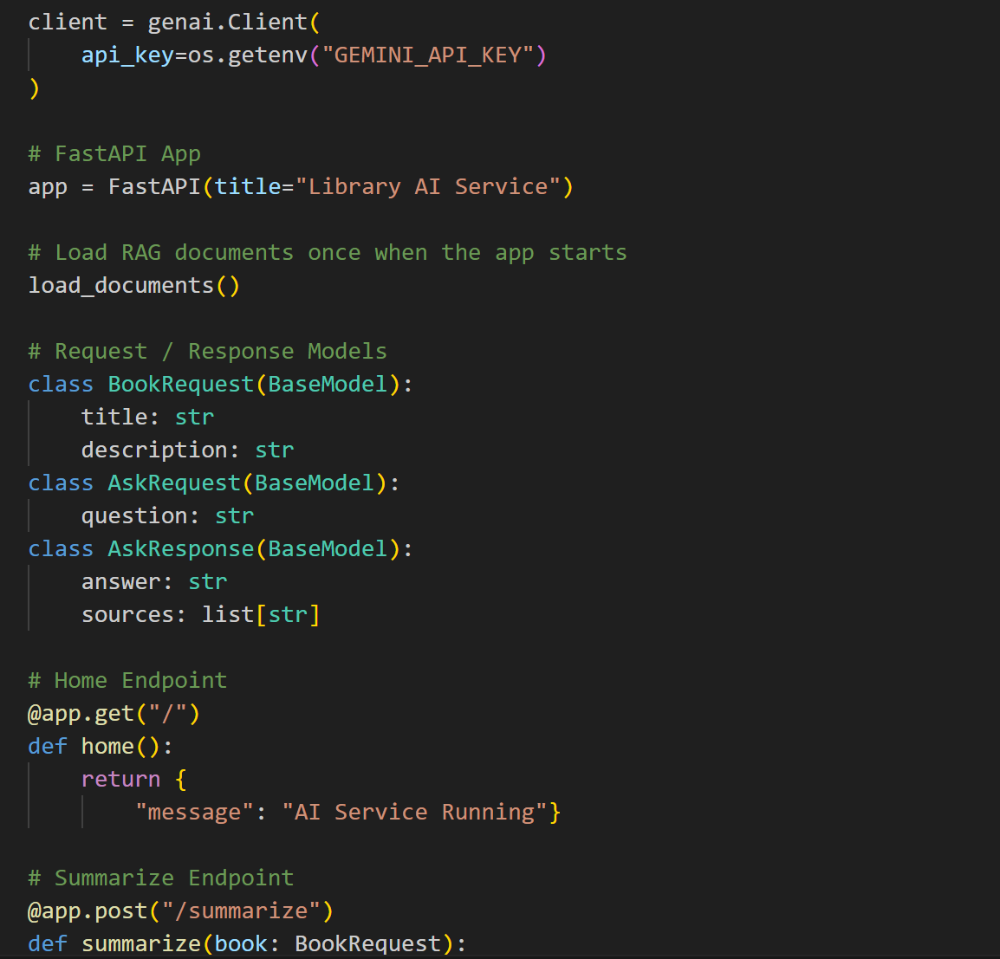 client = genai.Client(
    api_key=os.getenv("GEMINI_API_KEY")
)

# FastAPI App
app = FastAPI(title="Library AI Service")

# Load RAG documents once when the app starts
load_documents()

# Request / Response Models
class BookRequest(BaseModel):
    title: str
    description: str
class AskRequest(BaseModel):
    question: str
class AskResponse(BaseModel):
    answer: str
    sources: list[str]

# Home Endpoint
@app.get("/")
def home():
    return {
        "message": "AI Service Running"}

# Summarize Endpoint
@app.post("/summarize")
def summarize(book: BookRequest):